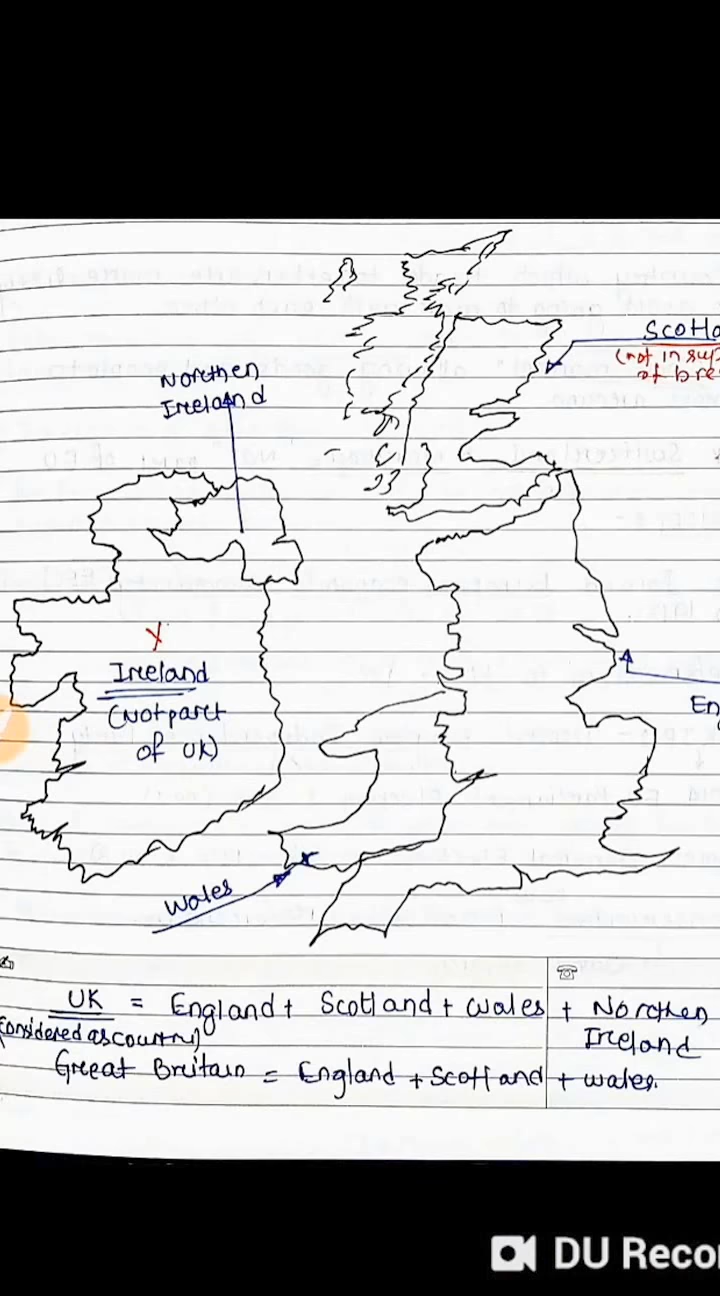 Northen
Ireland
Scotla
(not in sup
of bre
Ireland
(Not part
of UK)
En
Wales
UK = England + Scotland + Wales + Northen
Ireland
(Considered as country)
Great Britain = England + Scotland + Wales.
DU Recor